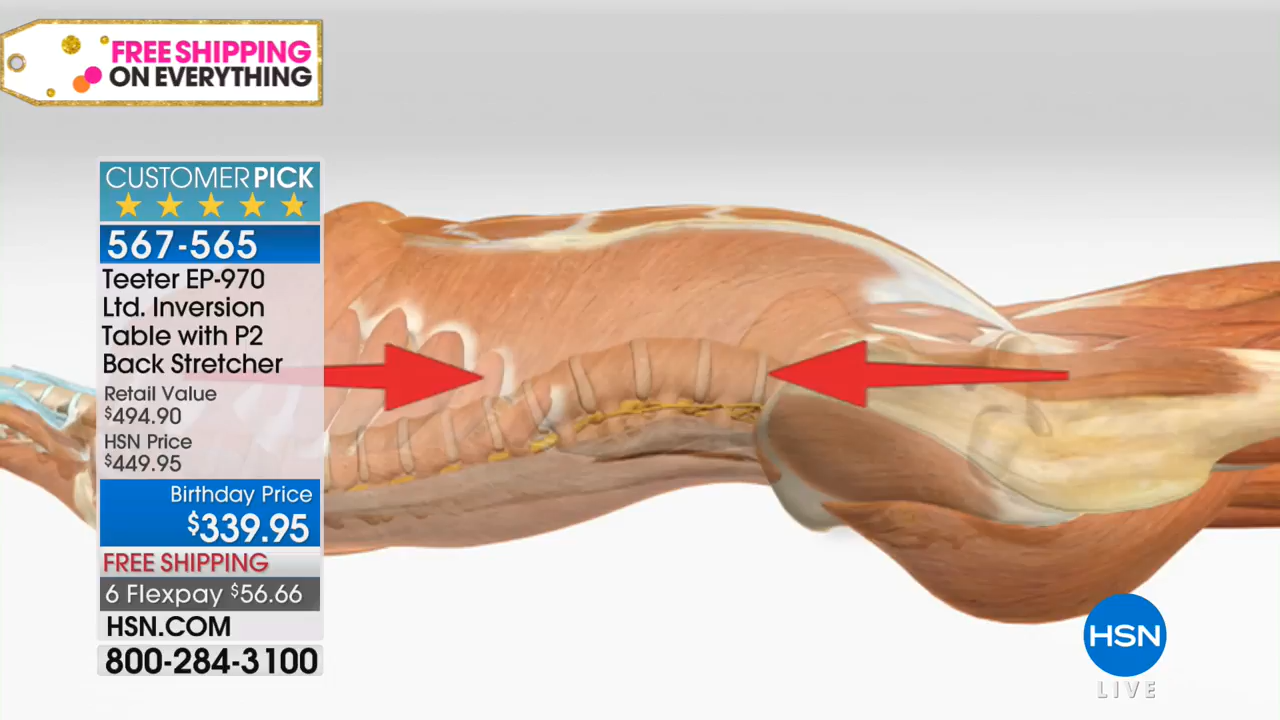 FREE SHIPPING
ON EVERYTHING
CUSTOMER PICK
567-565
Teeter EP-970
Ltd. Inversion
Table with P2
Back Stretcher
Retail Value
$494.90
HSN Price
$449.95
Birthday Price
$339.95
FREE SHIPPING
6 Flexpay $56.66
HSN.COM
800-284-3100
HSN
LIVE